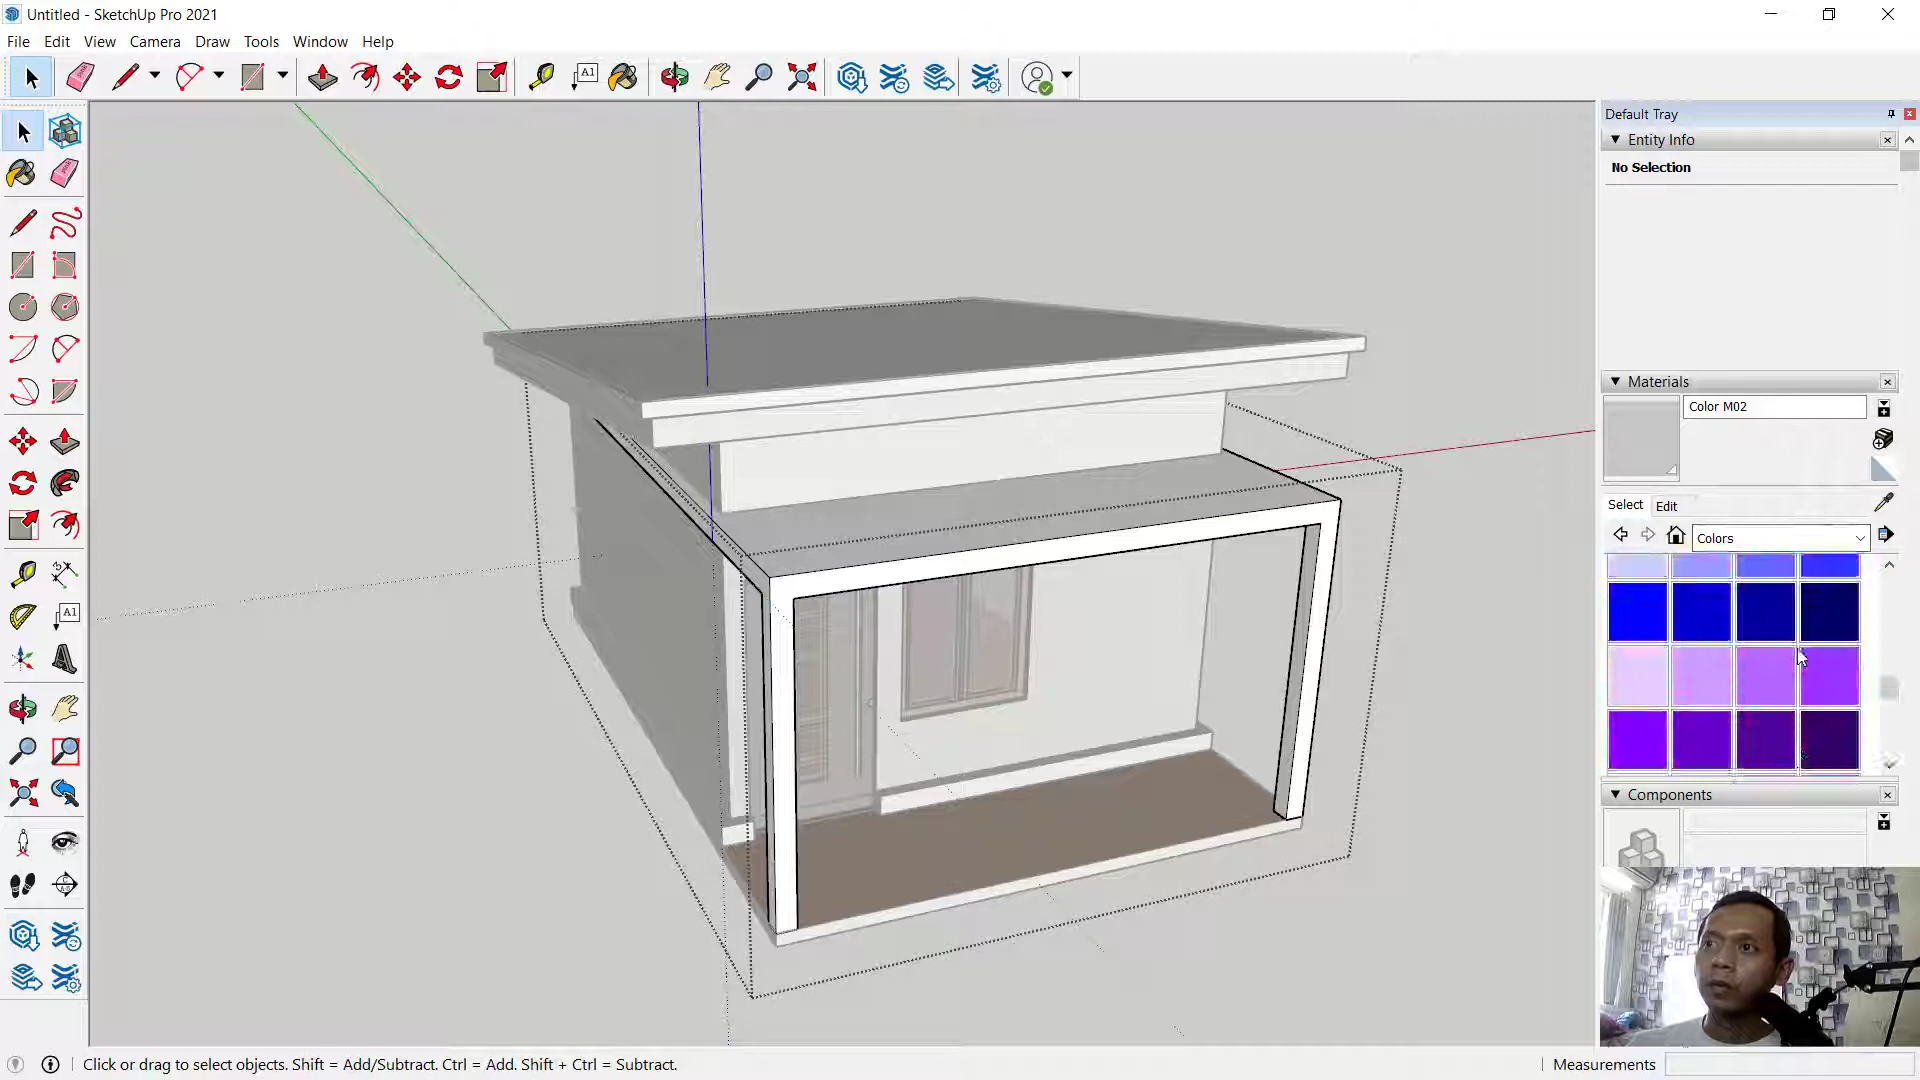 Untitled - SketchUp Pro 2021
File Edit View Camera Draw Tools Window Help
A1
Default Tray
Entity Info
No Selection
Materials
Color M02
Select Edit
Colors
Components
A1
Click or drag to select objects. Shift = Add/Subtract. Ctrl = Add. Shift + Ctrl = Subtract.
Measurements